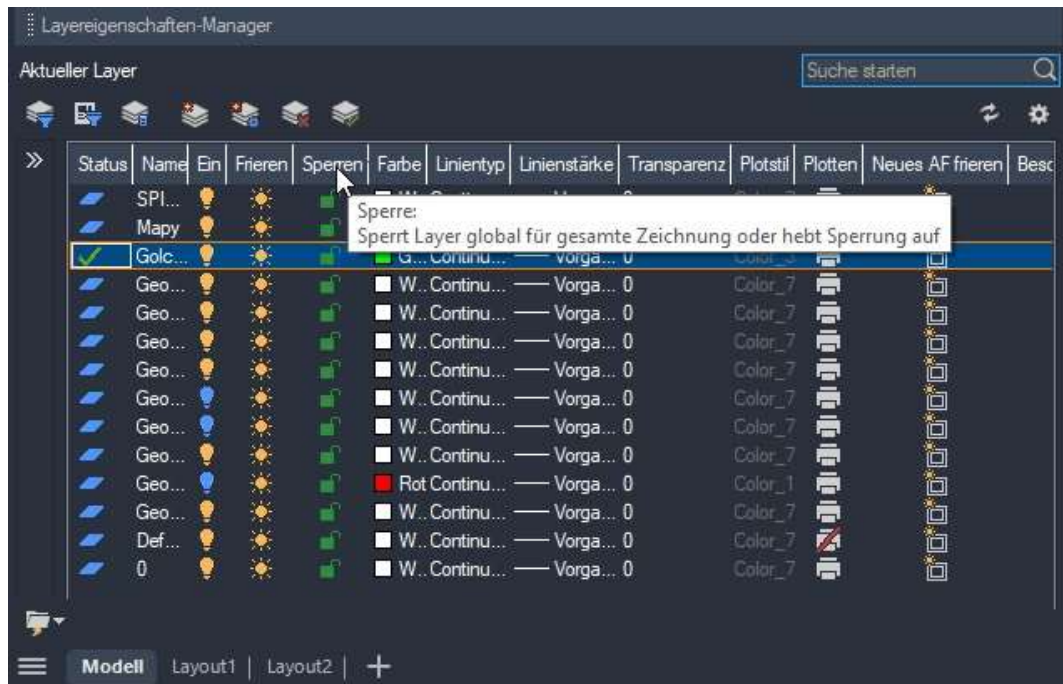 Layereigenschaften-Manager
Aktueller Layer
Suche starten
Status Name Ein Frieren Sperren Farbe Linientyp Linienstärke Transparenz Plotstil Plotten Neues AF frieren Besc
SPI...
Mapy
Sperre:
Sperrt Layer global für gesamte Zeichnung oder hebt Sperrung auf
Golc... G... Continu... Vorga... 0 Color_3
Geo... W... Continu... Vorga... 0 Color_7
Geo... W... Continu... Vorga... 0 Color_7
Geo... W... Continu... Vorga... 0 Color_7
Geo... W... Continu... Vorga... 0 Color_7
Geo... W... Continu... Vorga... 0 Color_7
Geo... W... Continu... Vorga... 0 Color_7
Geo... W... Continu... Vorga... 0 Color_7
Geo... Rot Continu... Vorga... 0 Color_1
Geo... W... Continu... Vorga... 0 Color_7
Def... W... Continu... Vorga... 0 Color_7
0 W... Continu... Vorga... 0 Color_7
Modell Layout1 | Layout2 |